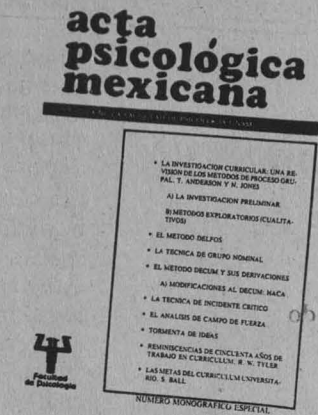 acta
psicológica
mexicana
• LA INVESTIGACION CURRICULAR: UNA RE-
VISION DE LOS METODOS DE PROCESO GRU-
PAL. T. ANDERSON Y N. JONES
A) LA INVESTIGACION PRELIMINAR
B) METODOS EXPLORATORIOS (CUALITA-
TIVOS)
• EL METODO DELFOS
• LA TECNICA DE GRUPO NOMINAL
• EL METODO DECUM Y SUS DERIVACIONES
A) MODIFICACIONES AL DECUM: HACA
• LA TECNICA DE INCIDENTE CRITICO
• EL ANALISIS DE CAMPO DE FUERZA
• TORMENTA DE IDEAS
• REMINISCENCIAS DE CINCUENTA AÑOS DE
TRABAJO EN CURRICULUM. R. W. TYLER
• LAS METAS DEL CURRICULUM UNIVERSITA-
RIO. S. BALL
Facultad
de Psicología
NUMERO MONOGRAFICO ESPECIAL